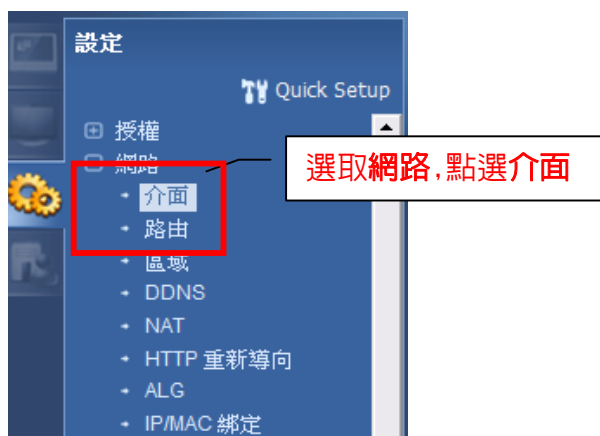 設定
Quick Setup
授權
網路
選取網路,點選介面
介面
路由
區域
DDNS
NAT
HTTP 重新導向
ALG
IP/MAC 綁定